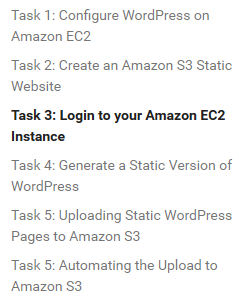 Task 1: Configure WordPress on
Amazon EC2
Task 2: Create an Amazon S3 Static
Website
Task 3: Login to your Amazon EC2
Instance
Task 4: Generate a Static Version of
WordPress
Task 5: Uploading Static WordPress
Pages to Amazon S3
Task 5: Automating the Upload to
Amazon S3